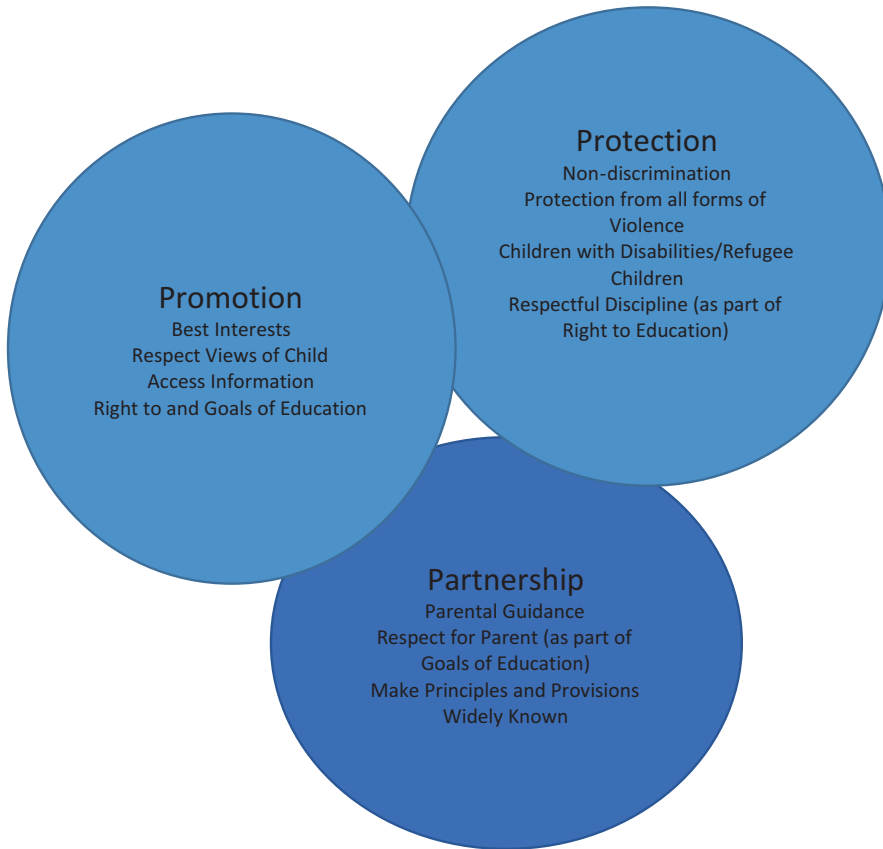 Protection
Non-discrimination
Protection from all forms of
Violence
Children with Disabilities/Refugee
Children
Respectful Discipline (as part of
Right to Education)
Promotion
Best Interests
Respect Views of Child
Access Information
Right to and Goals of Education
Partnership
Parental Guidance
Respect for Parent (as part of
Goals of Education)
Make Principles and Provisions
Widely Known